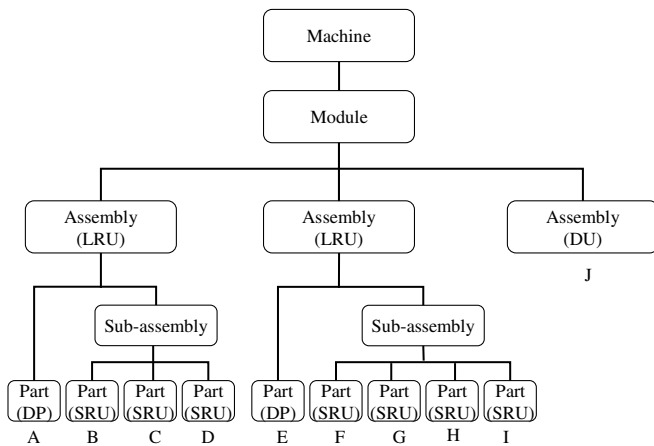 Machine
Module
Assembly
(LRU)
Assembly
(LRU)
Assembly
(DU)
J
Sub-assembly
Sub-assembly
Part
(DP)
Part
(SRU)
Part
(SRU)
Part
(SRU)
Part
(DP)
Part
(SRU)
Part
(SRU)
Part
(SRU)
Part
(SRU)
A B C D E F G H I